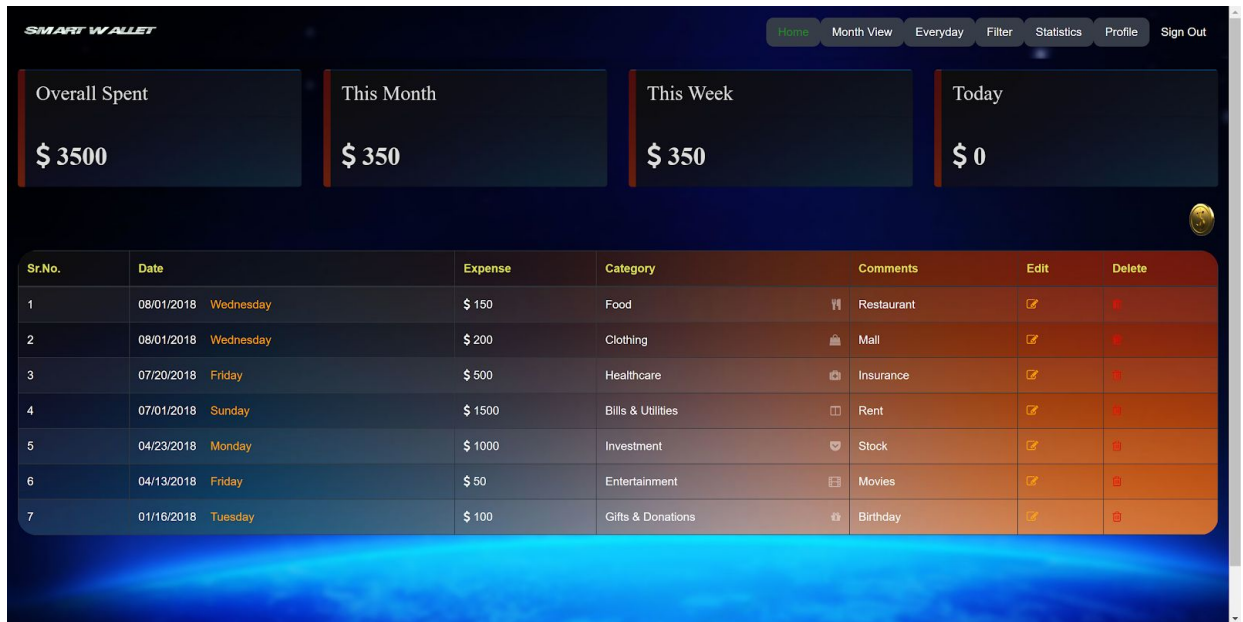 SMART WALLET Home Month View Everyday Filter Statistics Profile Sign Out
Overall Spent This Month This Week Today
$ 3500 $ 350 $ 350 $ 0
Sr.No. Date Expense Category Comments Edit Delete
1 08/01/2018 Wednesday $ 150 Food Restaurant
2 08/01/2018 Wednesday $ 200 Clothing Mall
3 07/20/2018 Friday $ 500 Healthcare Insurance
4 07/01/2018 Sunday $ 1500 Bills & Utilities Rent
5 04/23/2018 Monday $ 1000 Investment Stock
6 04/13/2018 Friday $ 50 Entertainment Movies
7 01/16/2018 Tuesday $ 100 Gifts & Donations Birthday